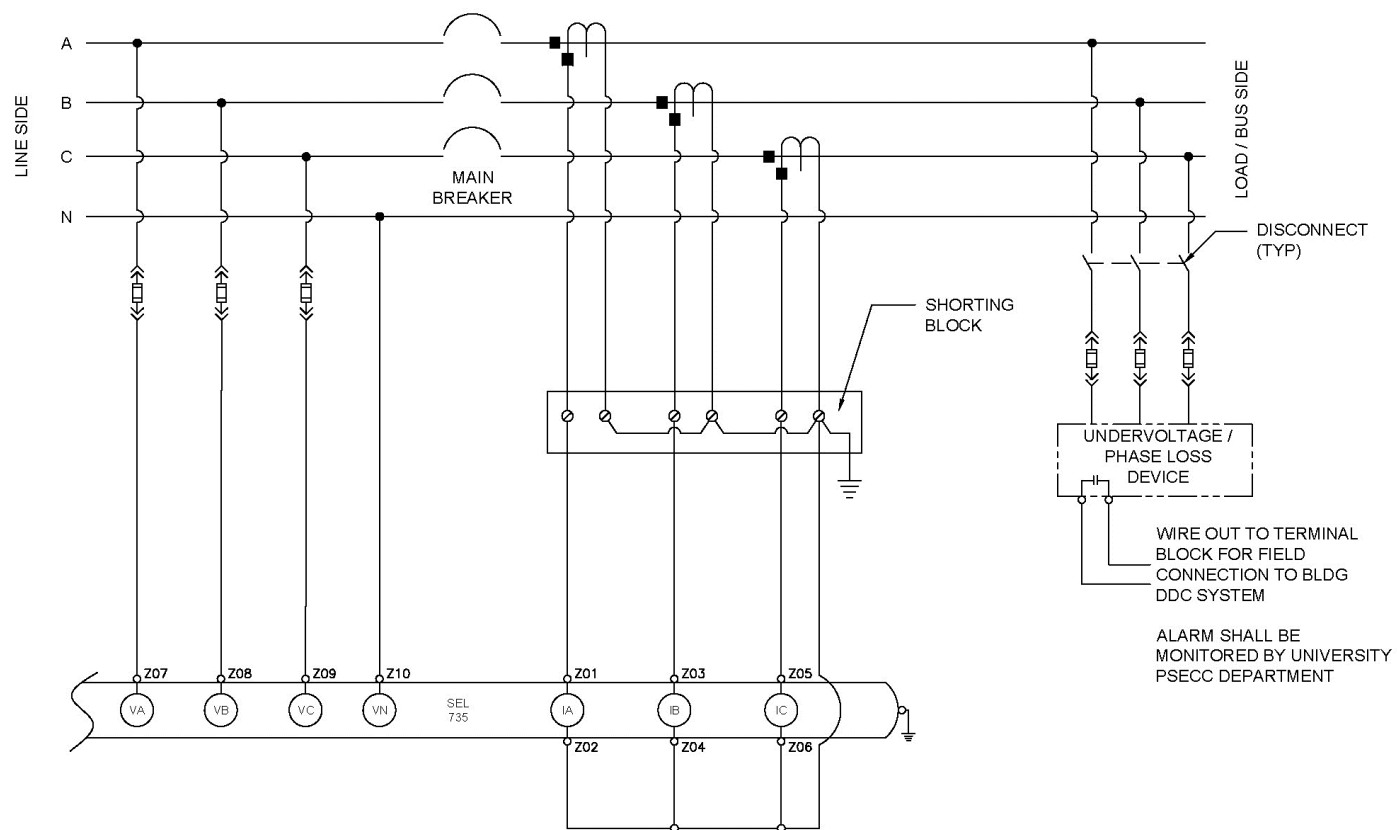 LINE SIDE
A
B
C
N
MAIN
BREAKER
LOAD / BUS SIDE
DISCONNECT
(TYP)
SHORTING
BLOCK
UNDERVOLTAGE /
PHASE LOSS
DEVICE
WIRE OUT TO TERMINAL
BLOCK FOR FIELD
CONNECTION TO BLDG
DDC SYSTEM
ALARM SHALL BE
MONITORED BY UNIVERSITY
PSECC DEPARTMENT
Z07 Z08 Z09 Z10 Z01 Z03 Z05
VA VB VC VN
SEL
735
IA IB IC
Z02 Z04 Z06